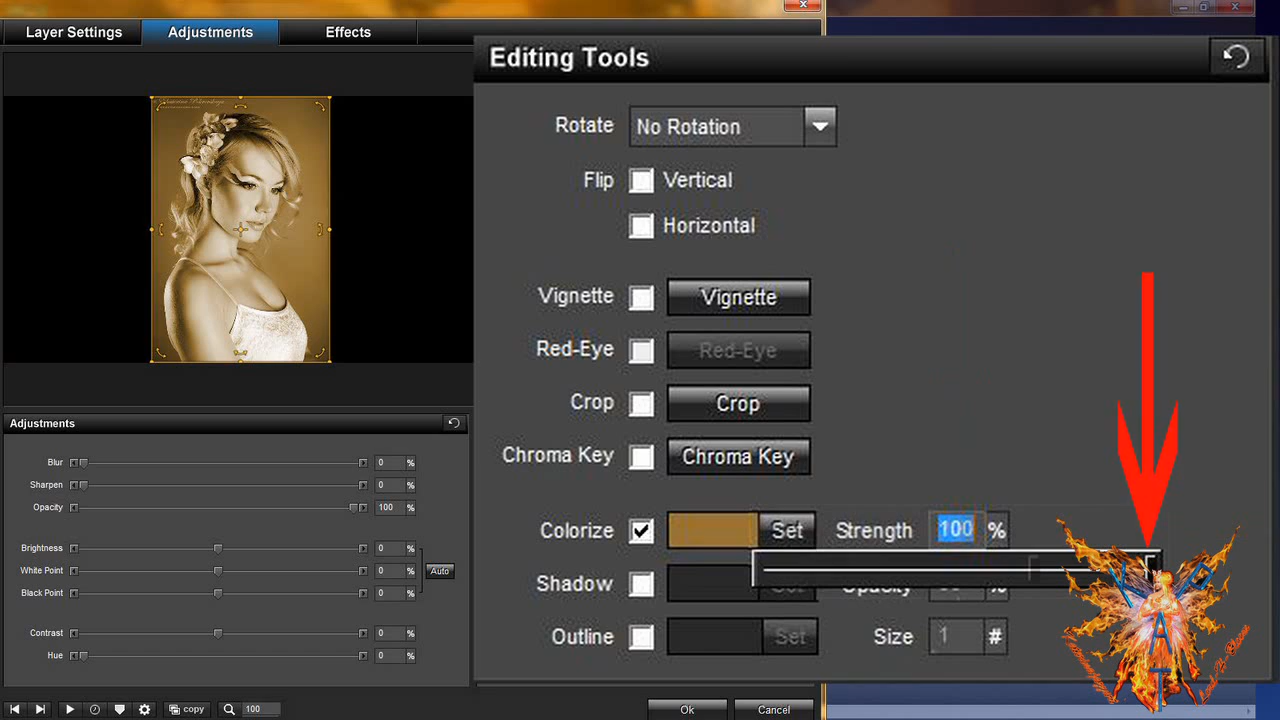 Layer Settings
Adjustments
Effects
Editing Tools
Rotate No Rotation
Flip Vertical
Horizontal
Vignette Vignette
Red-Eye Red-Eye
Crop Crop
Chroma Key Chroma Key
Colorize Set Strength 100 %
Shadow Set Opacity %
Outline Set Size 1 #
Adjustments
Blur 0 %
Sharpen 0 %
Opacity 100 %
Brightness 0 %
White Point 0 % Auto
Black Point 0 %
Contrast 0 %
Hue 0 %
copy 100
Ok
Cancel